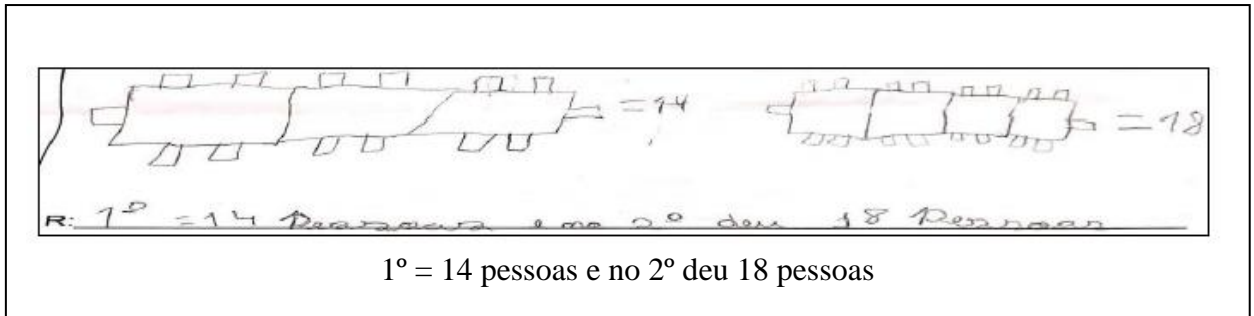 = 14
= 18
R: 1º = 14 Pessoas e no 2º deu 18 Pessoas
1º = 14 pessoas e no 2º deu 18 pessoas